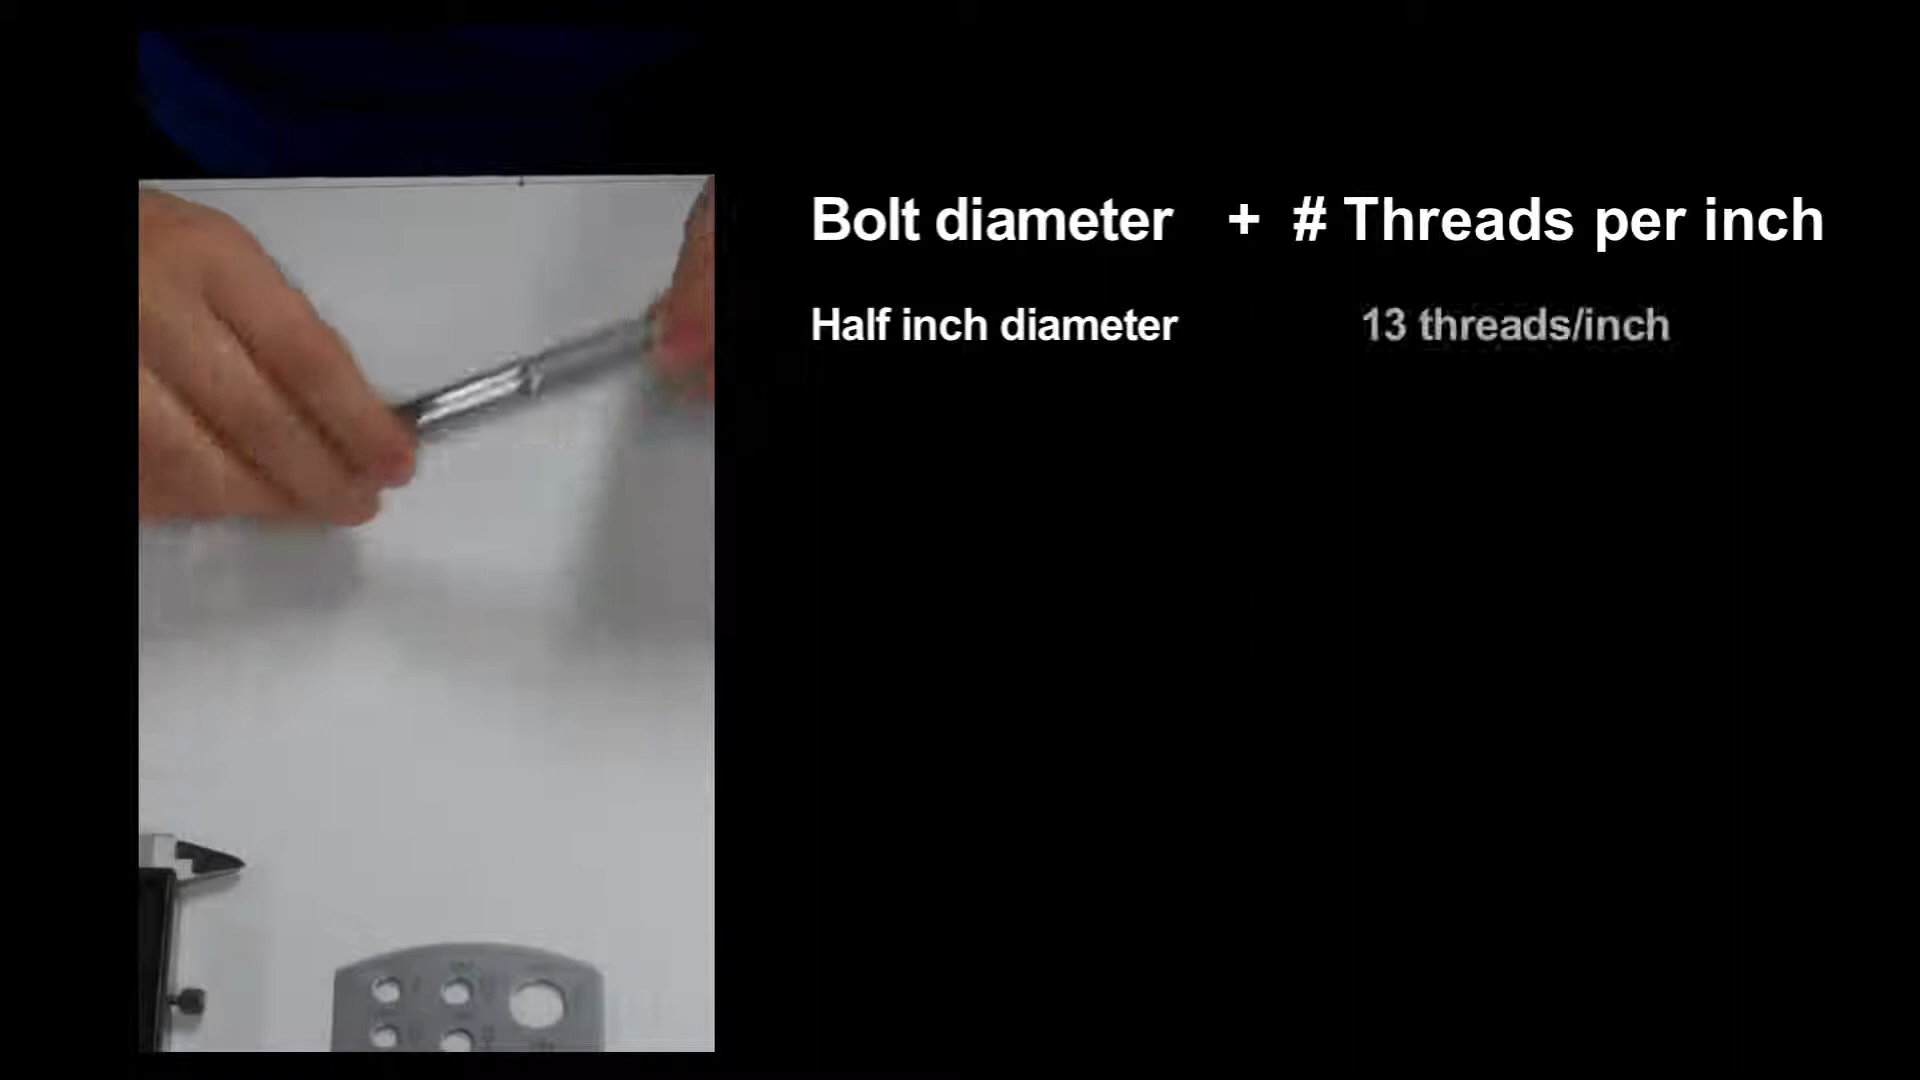 Bolt diameter + # Threads per inch
Half inch diameter 13 threads/inch